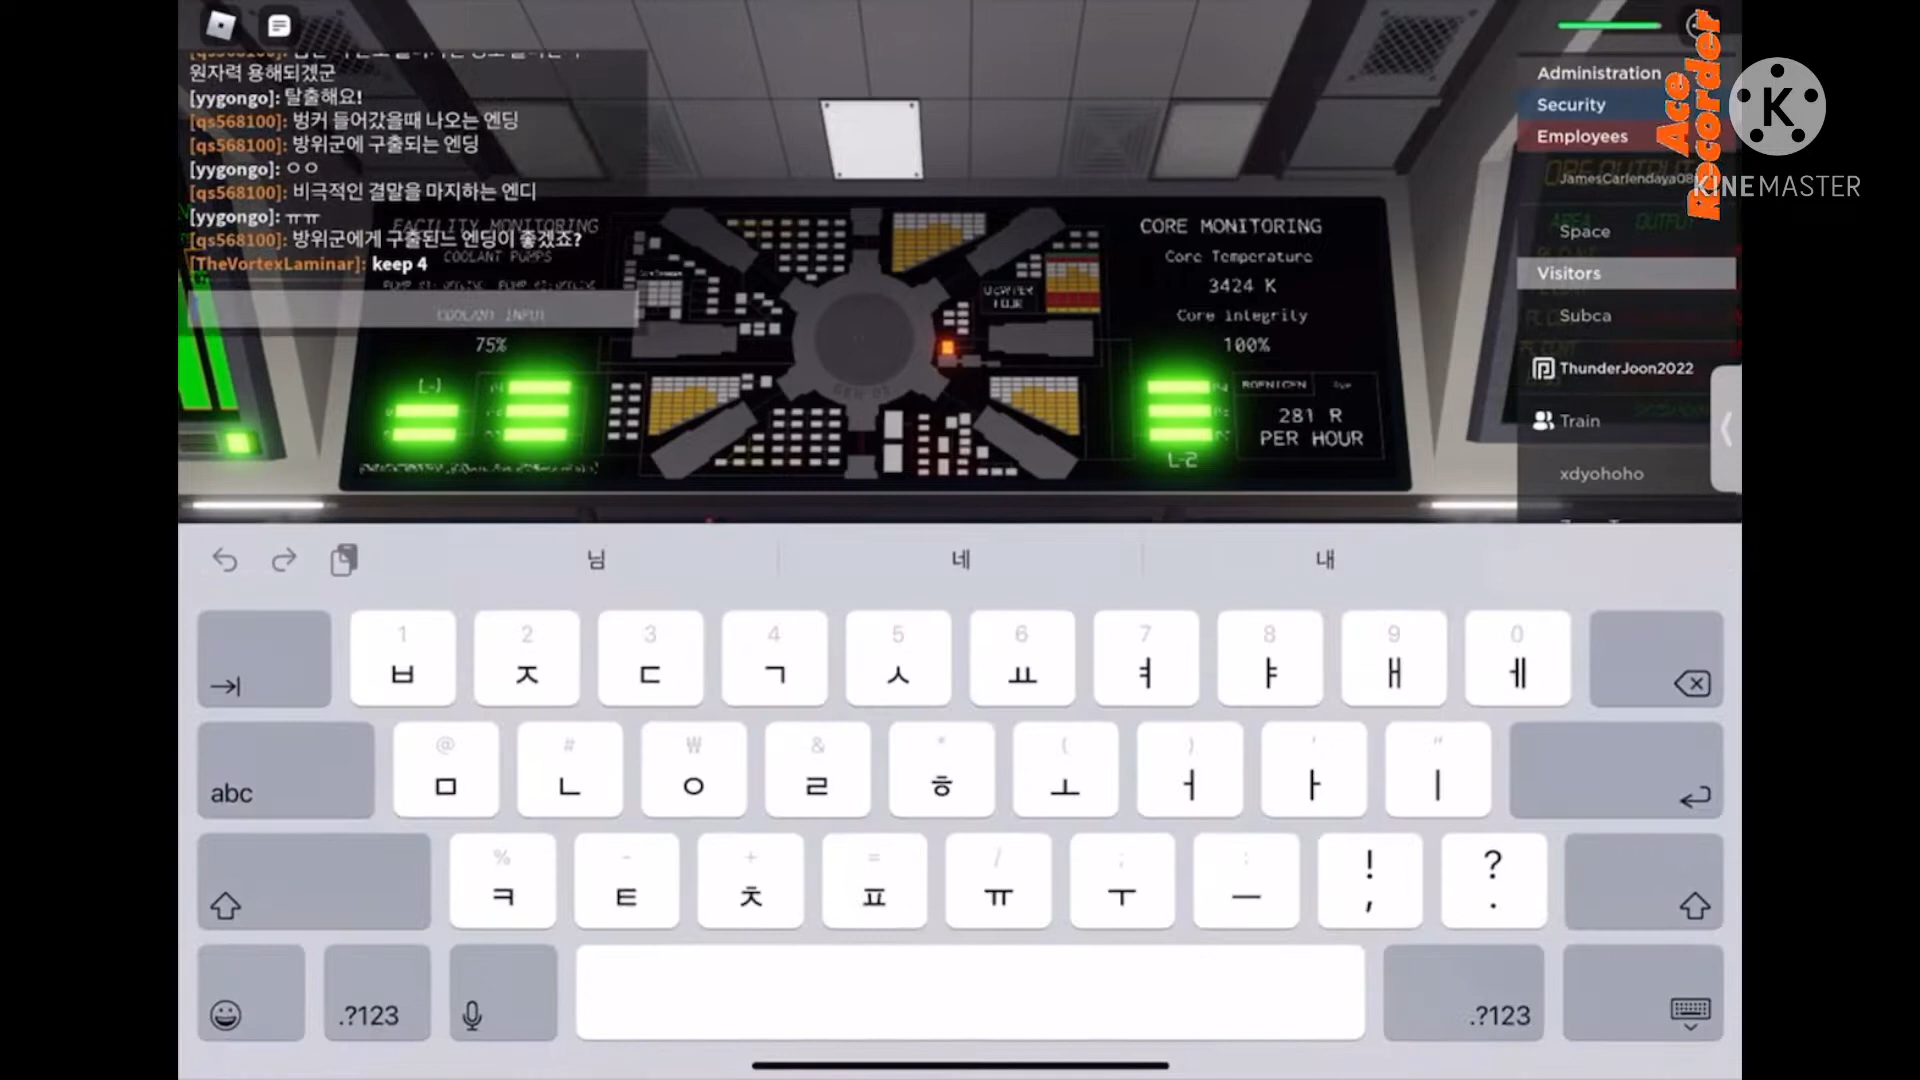 원자력 용해되겠군
[yygongo]: 탈출해요!
[qs568100]: 벙커 들어갔을때 나오는 엔딩
[qs568100]: 방위군에 구출되는 엔딩
[yygongo]: ㅇㅇ
[qs568100]: 비극적인 결말을 마지하는 엔디
[yygongo]: ㅠㅠ
[qs568100]: 방위군에게 구출된느 엔딩이 좋겠죠?
[TheVortexLaminar]: keep 4
FACILITY MONITORING
COOLANT PUMPS
COOLANT INPUT
75%
L-1
CORE MONITORING
Core Temperature
3424 K
Core Integrity
100%
ROENTGEN
281 R
PER HOUR
L-2
Administration
Security
Employees
JamesCarlendaya08
Space
Visitors
Subca
ThunderJoon2022
Train
xdyohoho
Ace
Recorder
K
KINEMASTER
님 네 내
1 2 3 4 5 6 7 8 9 0
ㅂ ㅈ ㄷ ㄱ ㅅ ㅛ ㅕ ㅑ ㅐ ㅔ
@ # ₩ & * ( ) ' "
abc ㅁ ㄴ ㅇ ㄹ ㅎ ㅗ ㅓ ㅏ ㅣ
% - + = / ; : ! ?
ㅋ ㅌ ㅊ ㅍ ㅠ ㅜ ㅡ , .
.?123 .?123